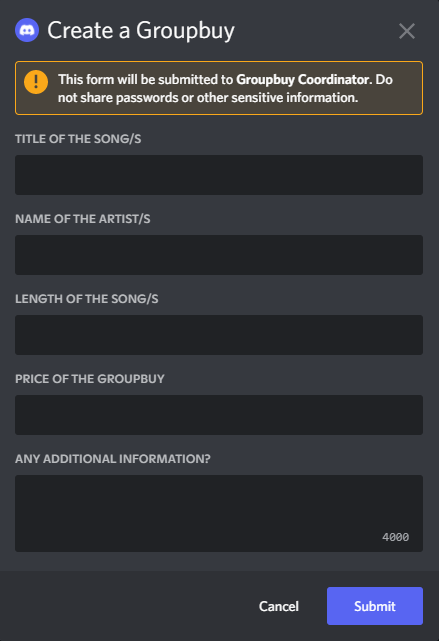 Create a Groupbuy
This form will be submitted to Groupbuy Coordinator. Do
not share passwords or other sensitive information.
TITLE OF THE SONG/S
NAME OF THE ARTIST/S
LENGTH OF THE SONG/S
PRICE OF THE GROUPBUY
ANY ADDITIONAL INFORMATION?
4000
Cancel
Submit